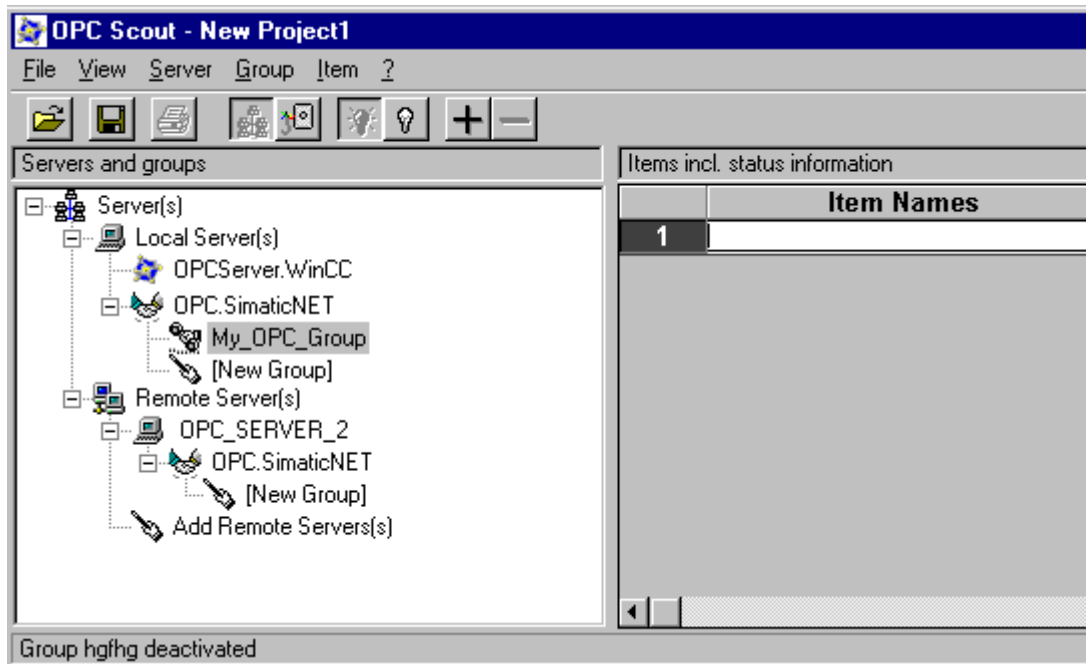 OPC Scout - New Project1
File View Server Group Item ?
Servers and groups
Items incl. status information
Server(s)
Local Server(s)
OPCServer.WinCC
OPC.SimaticNET
My_OPC_Group
[New Group]
Remote Server(s)
OPC_SERVER_2
OPC.SimaticNET
[New Group]
Add Remote Servers(s)
Item Names
1
Group hgfhg deactivated